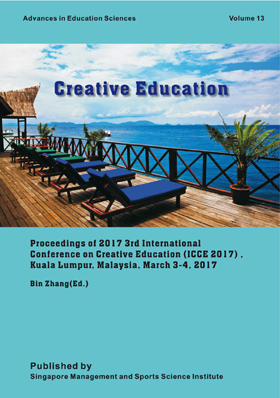 Advances in Education Sciences Volume 13
Creative Education
Proceedings of 2017 3rd International
Conference on Creative Education (ICCE 2017) ,
Kuala Lumpur, Malaysia, March 3-4, 2017
Bin Zhang(Ed.)
Published by
Singapore Management and Sports Science Institute